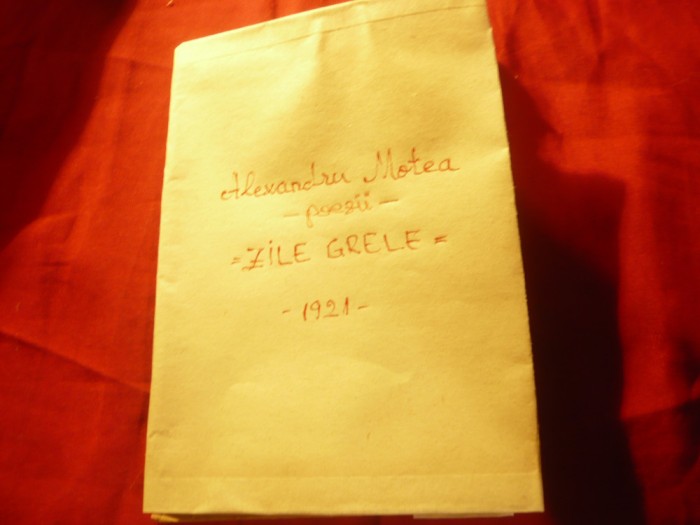 Alexandru Motea
- poezii -
= ZILE GRELE =
- 1921 -